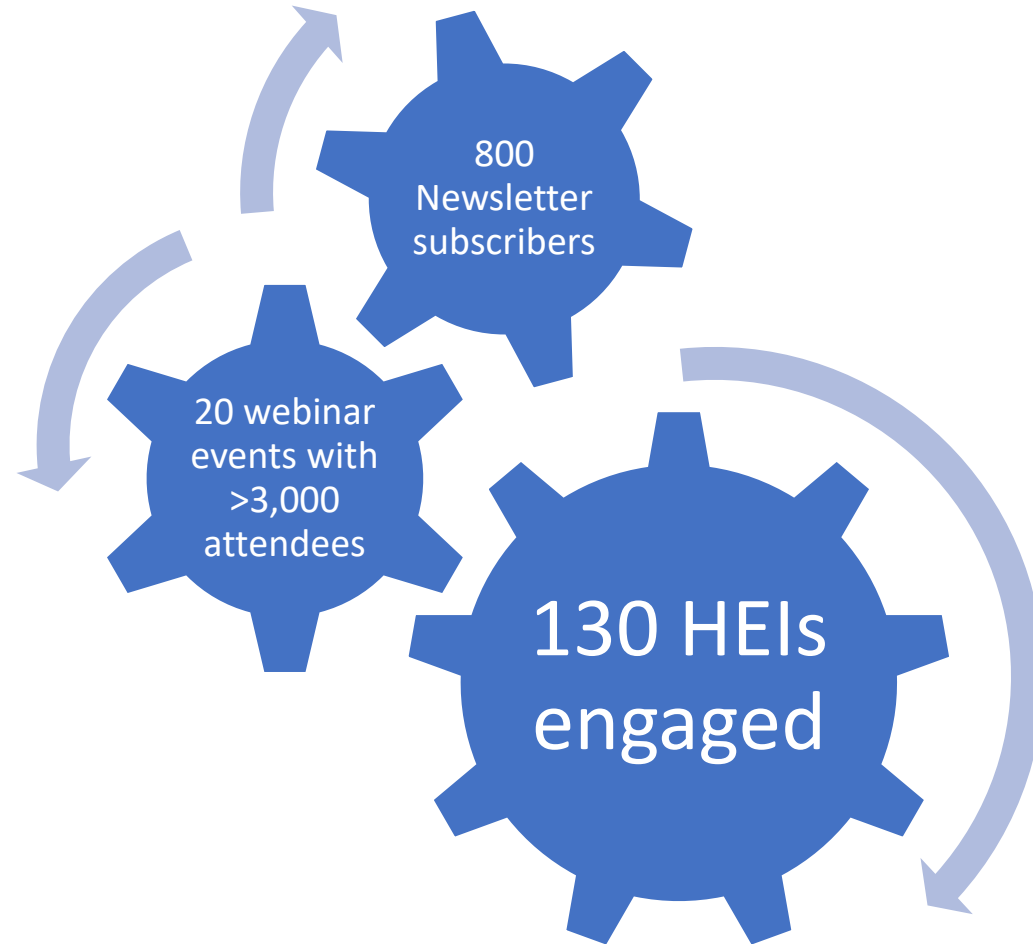 800
Newsletter
subscribers
20 webinar
events with
>3,000
attendees
130 HEIs
engaged